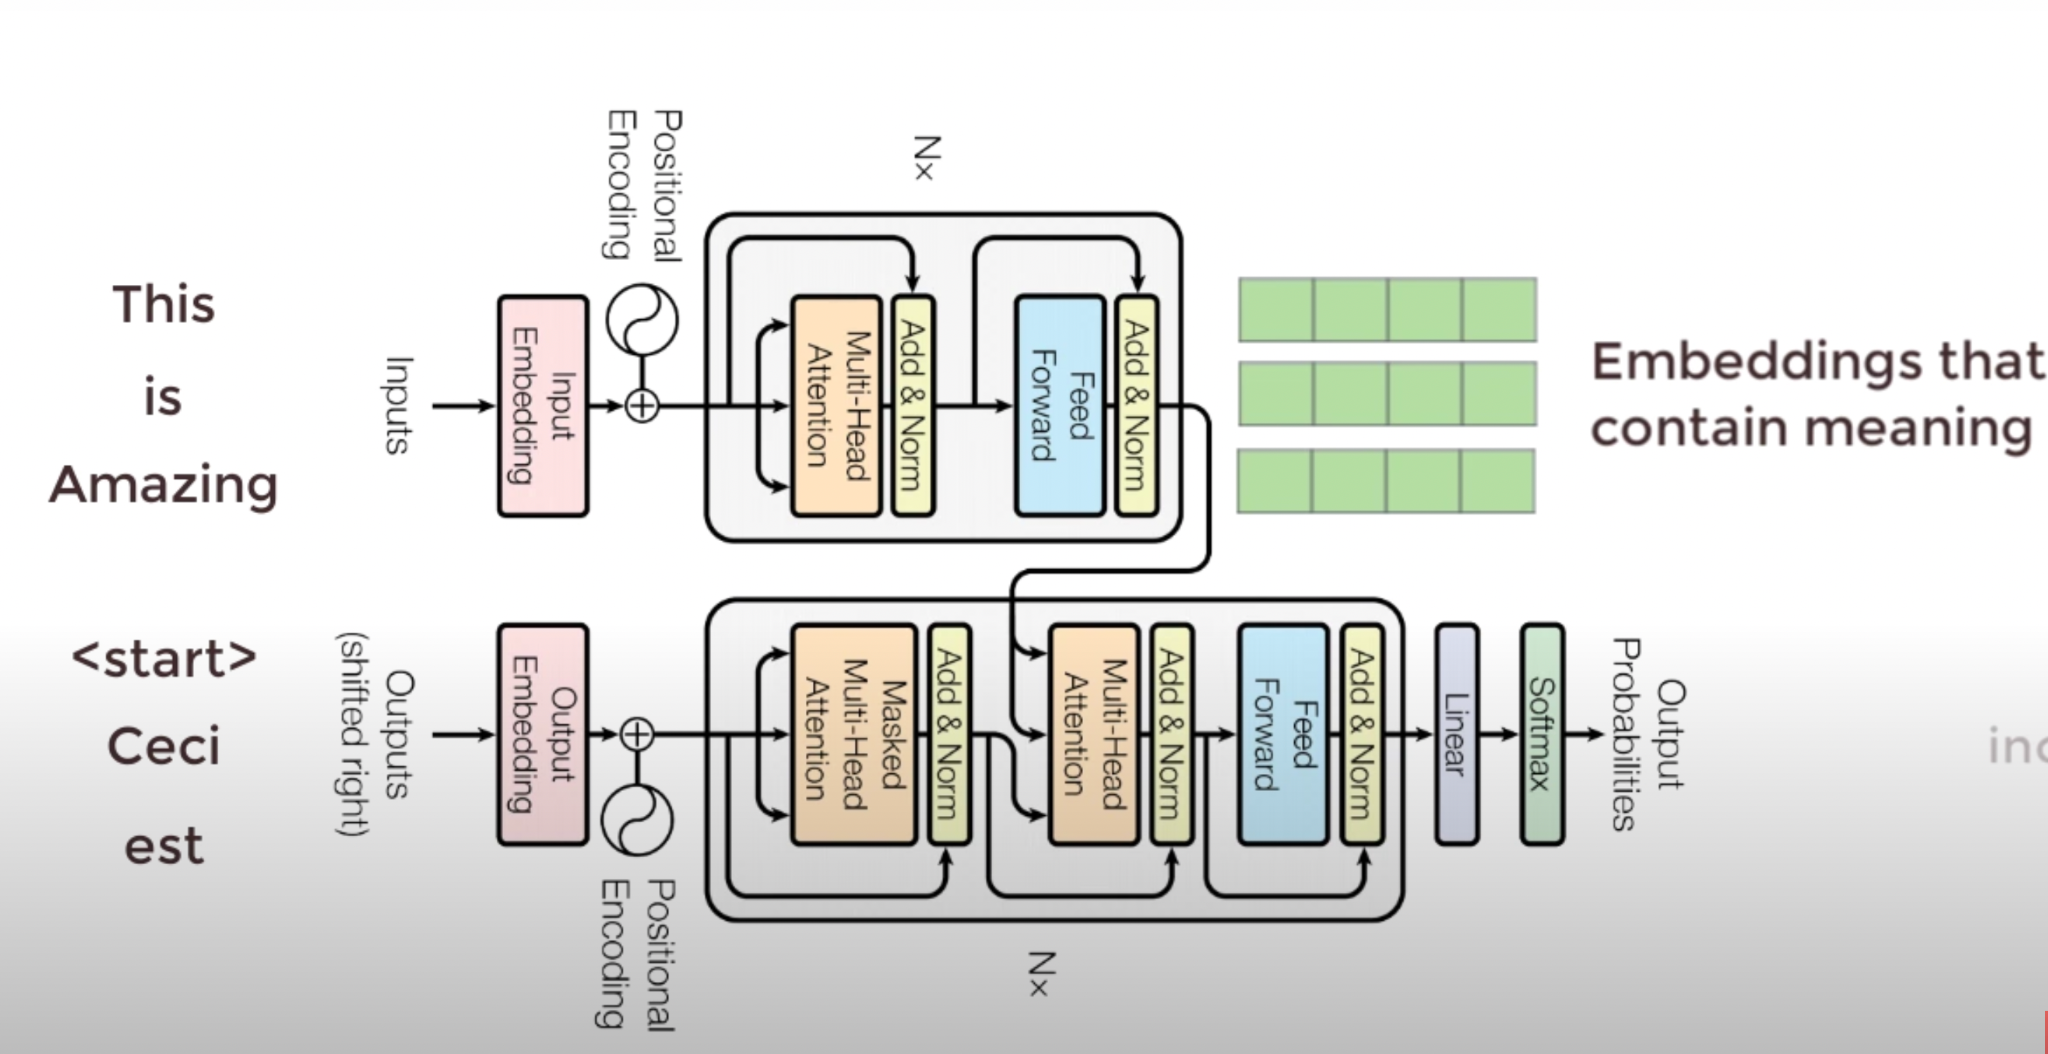 This
is
Amazing
Inputs
Input
Embedding
Positional
Encoding
Nx
Multi-Head
Attention
Add & Norm
Feed
Forward
Add & Norm
Embeddings that
contain meaning
<start>
Ceci
est
Outputs
(shifted right)
Output
Embedding
Positional
Encoding
Masked
Multi-Head
Attention
Add & Norm
Multi-Head
Attention
Add & Norm
Feed
Forward
Add & Norm
Nx
Linear
Softmax
Output
Probabilities